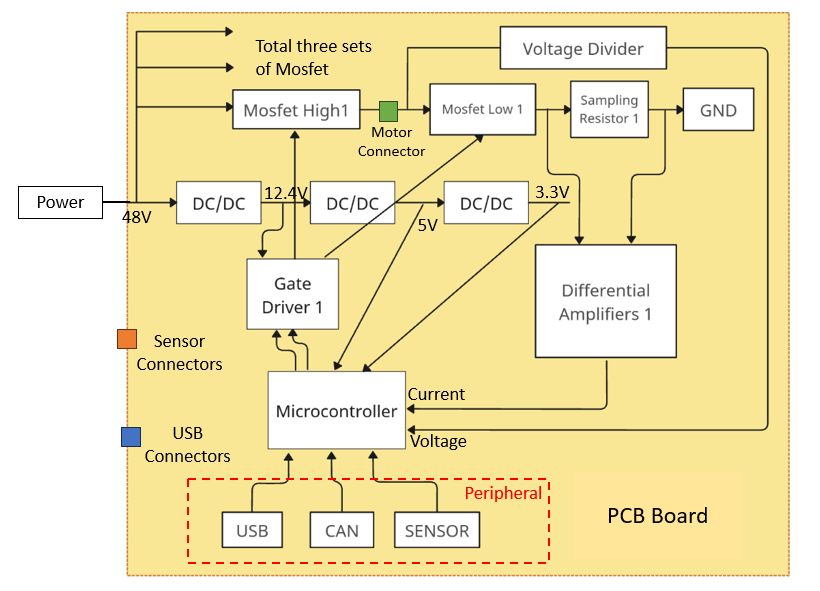 Total three sets
of Mosfet
Voltage Divider
Mosfet High1
Motor
Connector
Mosfet Low 1
Sampling
Resistor 1
GND
Power
48V
DC/DC
12.4V
DC/DC
5V
DC/DC
3.3V
Gate
Driver 1
Differential
Amplifiers 1
Sensor
Connectors
Microcontroller
Current
Voltage
USB
Connectors
Peripheral
USB
CAN
SENSOR
PCB Board